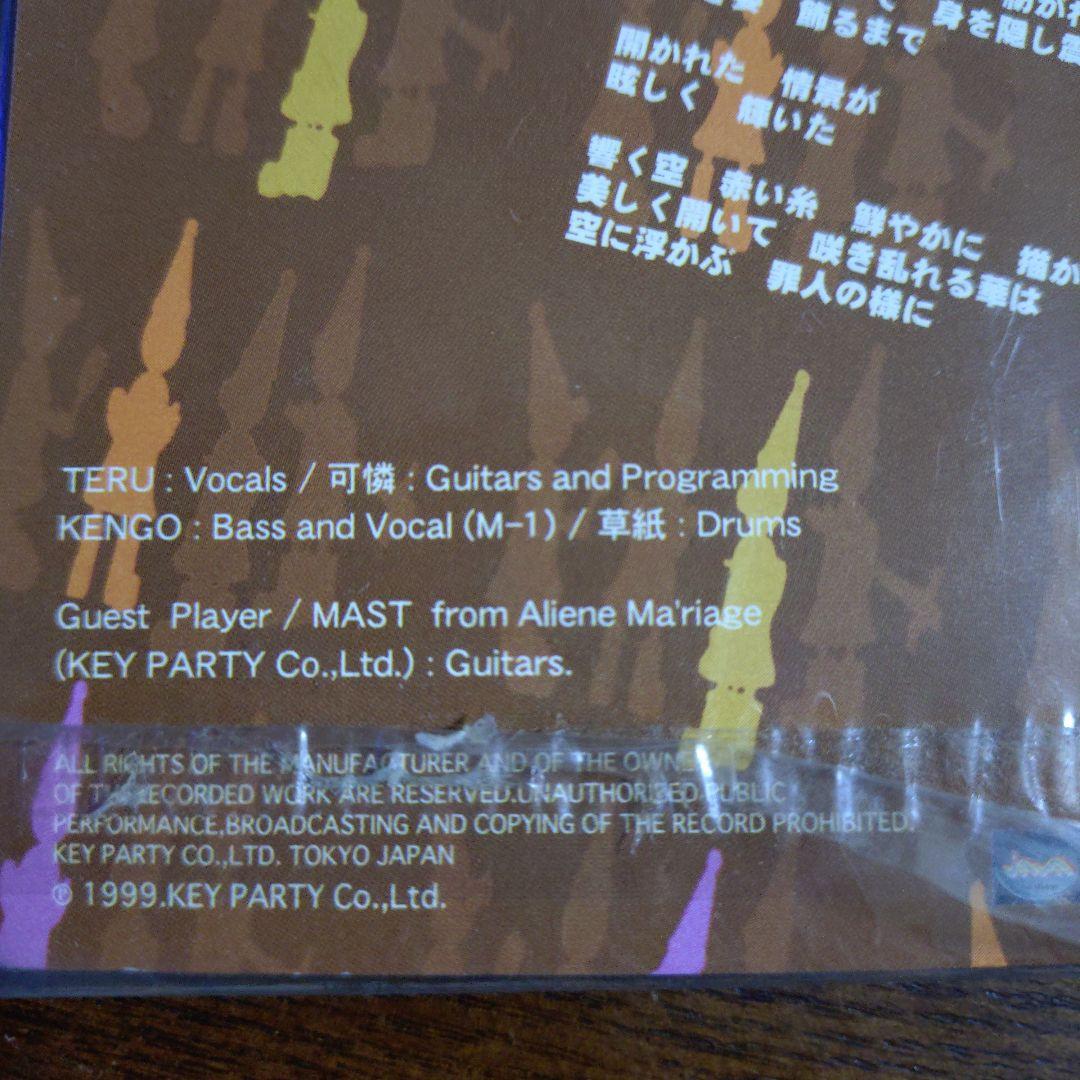 身を隠し
飾るまで
開かれた 情景が
眩しく 輝いた
響く空 赤い糸 鮮やかに
美しく開いて 咲き乱れる華は
空に浮かぶ 罪人の様に
TERU : Vocals / 可憐 : Guitars and Programming
KENGO : Bass and Vocal (M-1) / 草紙 : Drums
Guest Player / MAST from Aliene Ma'riage
(KEY PARTY Co.,Ltd.) : Guitars.
ALL RIGHTS OF THE MANUFACTURER AND OF THE OWNE
OF THE RECORDED WORK ARE RESERVED.UNAUTHORIZED PUBLIC
PERFORMANCE,BROADCASTING AND COPYING OF THE RECORD PROHIBITED.
KEY PARTY CO.,LTD. TOKYO JAPAN
℗ 1999.KEY PARTY Co.,Ltd.